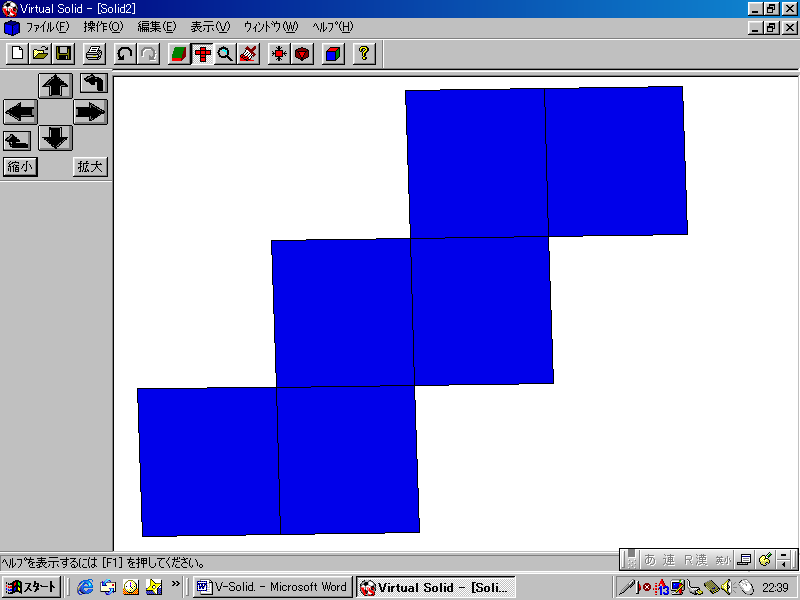 Virtual Solid - [Solid2]
ﾌｧｲﾙ(F) 操作(O) 編集(E) 表示(V) ｳｨﾝﾄﾞｳ(W) ﾍﾙﾌﾟ(H)
縮小 拡大
ﾍﾙﾌﾟを表示するには [F1] を押してください。
あ 連 R漢 英小
スタート V-Solid. - Microsoft Word Virtual Solid - [Soli... 13 22:39